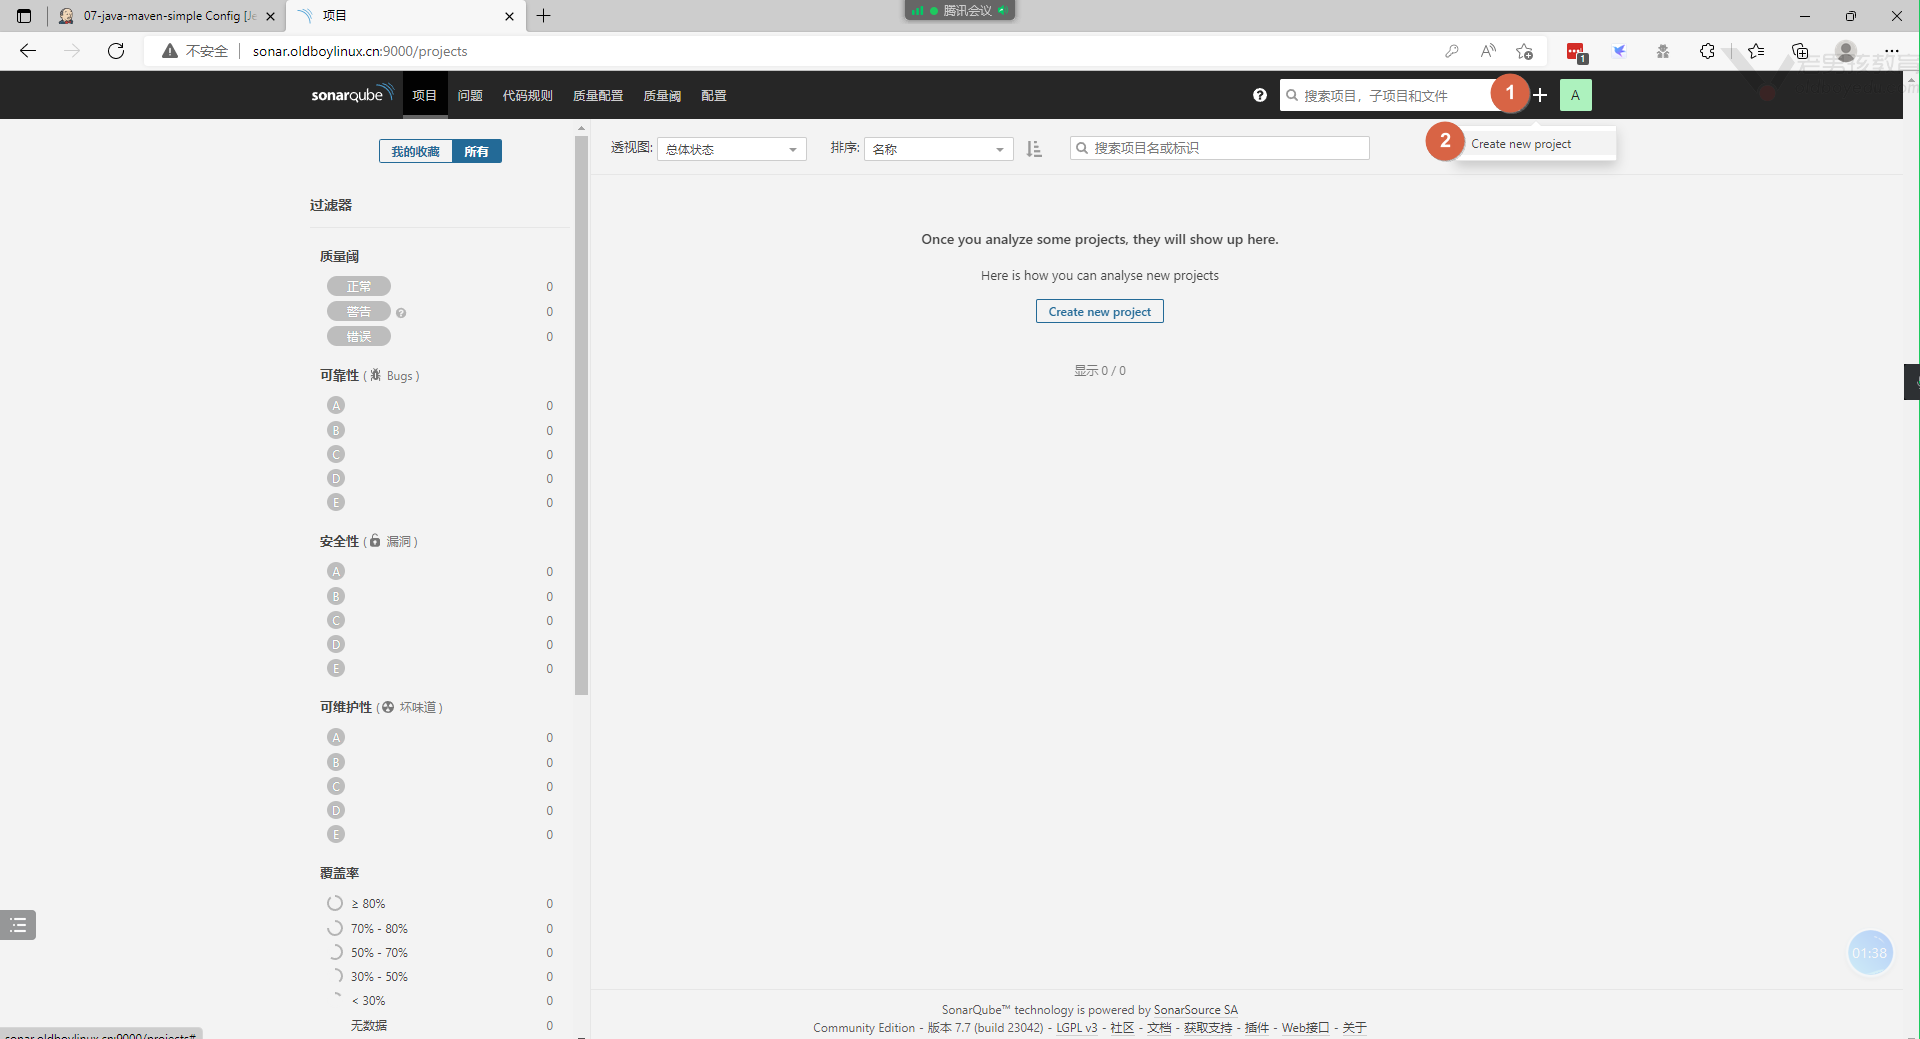 07-java-maven-simple Config [Je
项目
腾讯会议
不安全
sonar.oldboylinux.cn:9000/projects
1
sonarqube
项目
问题
代码规则
质量配置
质量阈
配置
搜索项目，子项目和文件
1
A
2
Create new project
我的收藏
所有
透视图:
总体状态
排序:
名称
搜索项目名或标识
过滤器
质量阈
正常 0
警告 0
错误 0
可靠性 ( Bugs )
A 0
B 0
C 0
D 0
E 0
安全性 ( 漏洞 )
A 0
B 0
C 0
D 0
E 0
可维护性 ( 坏味道 )
A 0
B 0
C 0
D 0
E 0
覆盖率
≥ 80% 0
70% - 80% 0
50% - 70% 0
30% - 50% 0
< 30% 0
无数据 0
Once you analyze some projects, they will show up here.
Here is how you can analyse new projects
Create new project
显示 0 / 0
01:38
SonarQube™ technology is powered by SonarSource SA
Community Edition - 版本 7.7 (build 23042) - LGPL v3 - 社区 - 文档 - 获取支持 - 插件 - Web接口 - 关于
sonar.oldboylinux.cn:9000/projects#